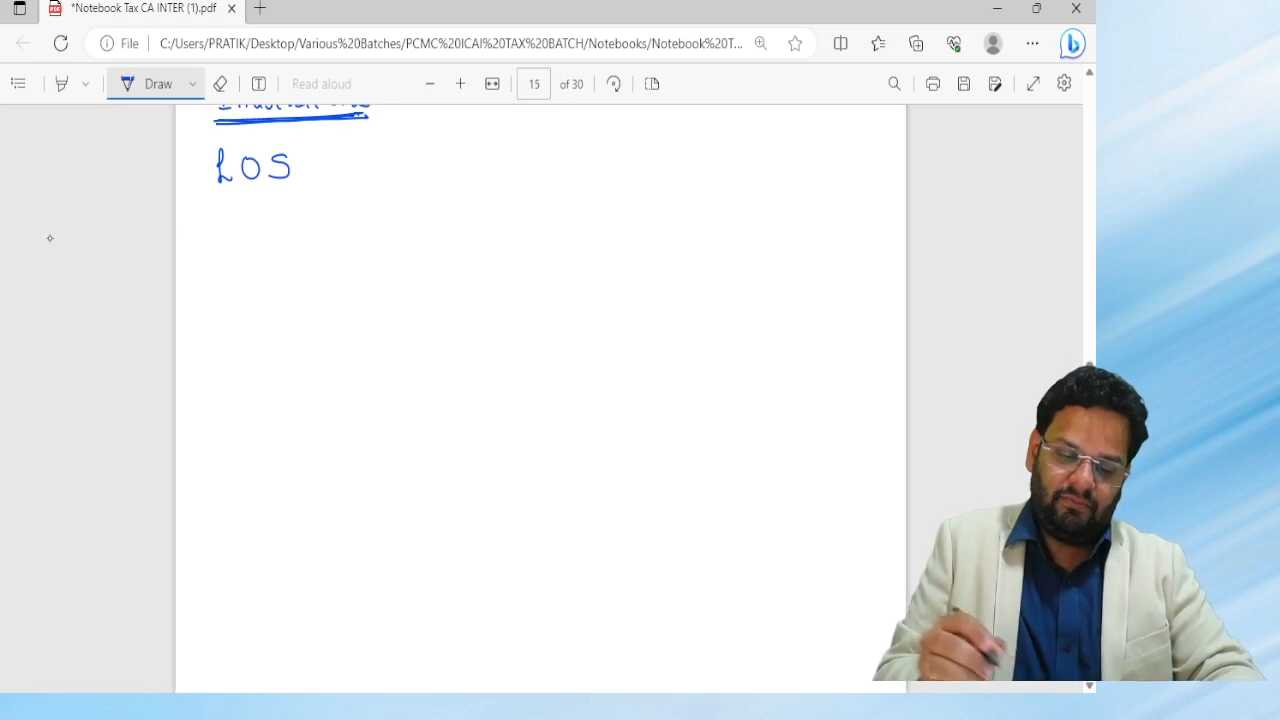 *Notebook Tax CA INTER (1).pdf
File C:/Users/PRATIK/Desktop/Various%20Batches/PCMC%20ICAI%20TAX%20BATCH/Notebooks/Notebook%20T...
Draw Read aloud 15 of 30
LOS